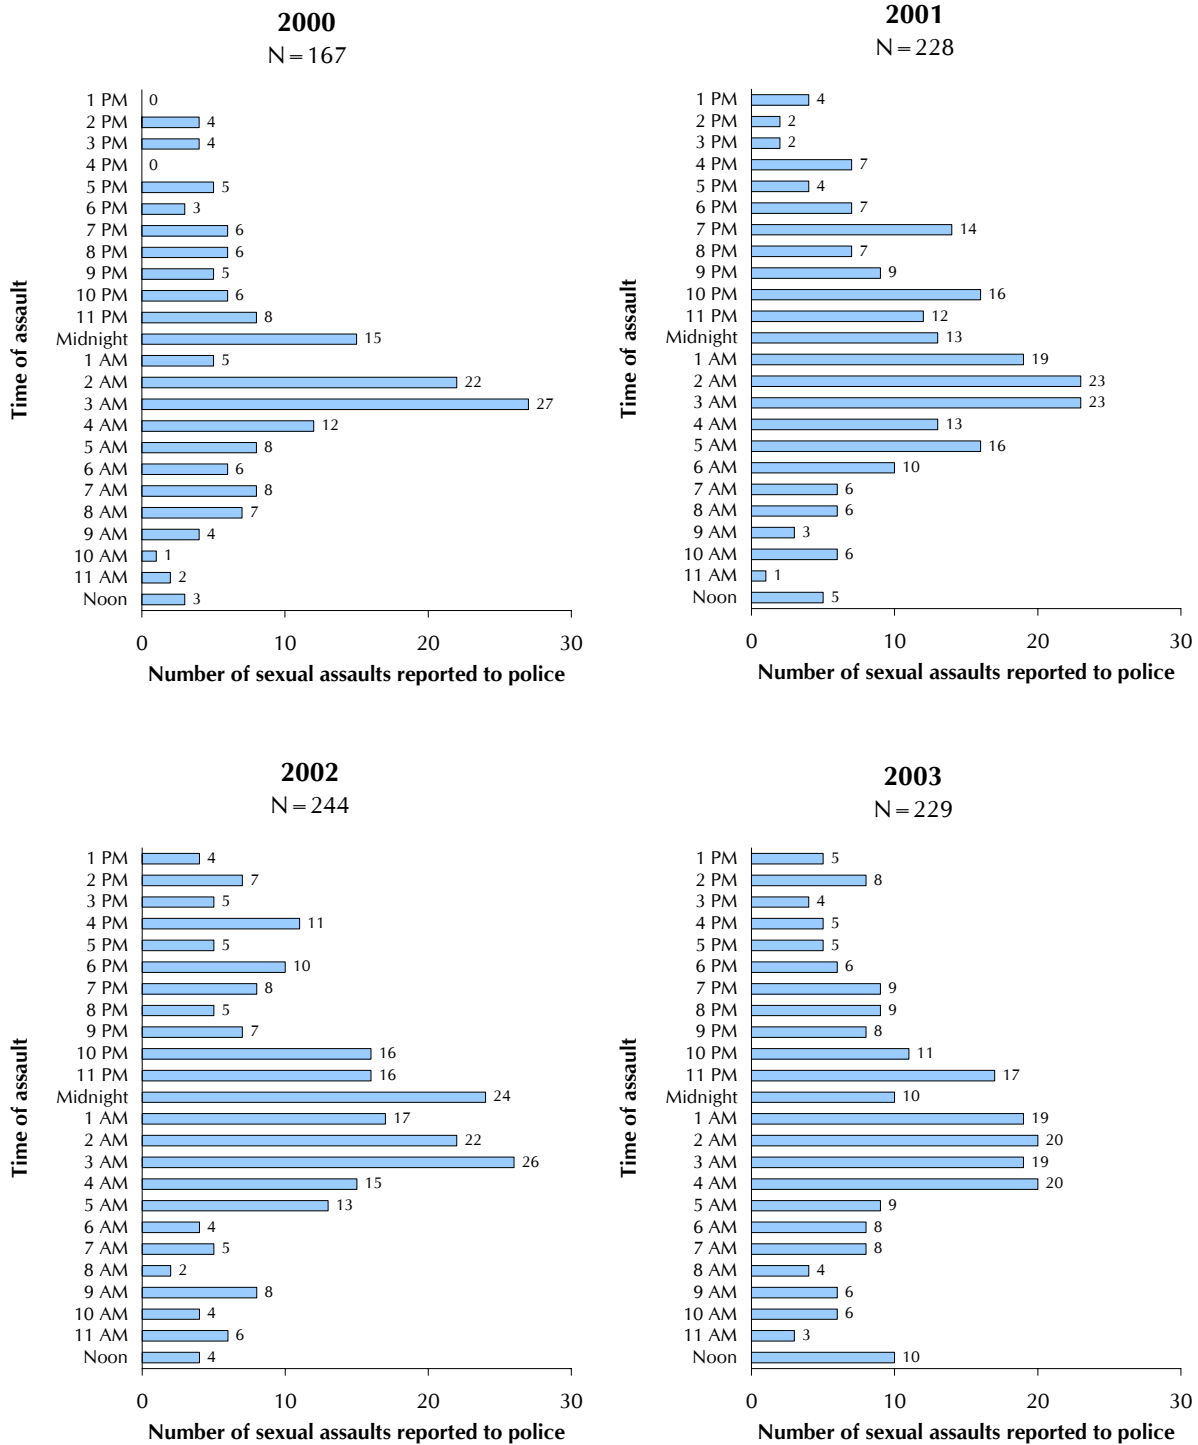 2000
N = 167
Time of assault
1 PM 0
2 PM 4
3 PM 4
4 PM 0
5 PM 5
6 PM 3
7 PM 6
8 PM 6
9 PM 5
10 PM 6
11 PM 8
Midnight 15
1 AM 5
2 AM 22
3 AM 27
4 AM 12
5 AM 8
6 AM 6
7 AM 8
8 AM 7
9 AM 4
10 AM 1
11 AM 2
Noon 3
0 10 20 30
Number of sexual assaults reported to police
2001
N = 228
Time of assault
1 PM 4
2 PM 2
3 PM 2
4 PM 7
5 PM 4
6 PM 7
7 PM 14
8 PM 7
9 PM 9
10 PM 16
11 PM 12
Midnight 13
1 AM 19
2 AM 23
3 AM 23
4 AM 13
5 AM 16
6 AM 10
7 AM 6
8 AM 6
9 AM 3
10 AM 6
11 AM 1
Noon 5
0 10 20 30
Number of sexual assaults reported to police
2002
N = 244
Time of assault
1 PM 4
2 PM 7
3 PM 5
4 PM 11
5 PM 5
6 PM 10
7 PM 8
8 PM 5
9 PM 7
10 PM 16
11 PM 16
Midnight 24
1 AM 17
2 AM 22
3 AM 26
4 AM 15
5 AM 13
6 AM 4
7 AM 5
8 AM 2
9 AM 8
10 AM 4
11 AM 6
Noon 4
0 10 20 30
Number of sexual assaults reported to police
2003
N = 229
Time of assault
1 PM 5
2 PM 8
3 PM 4
4 PM 5
5 PM 5
6 PM 6
7 PM 9
8 PM 9
9 PM 8
10 PM 11
11 PM 17
Midnight 10
1 AM 19
2 AM 20
3 AM 19
4 AM 20
5 AM 9
6 AM 8
7 AM 8
8 AM 4
9 AM 6
10 AM 6
11 AM 3
Noon 10
0 10 20 30
Number of sexual assaults reported to police